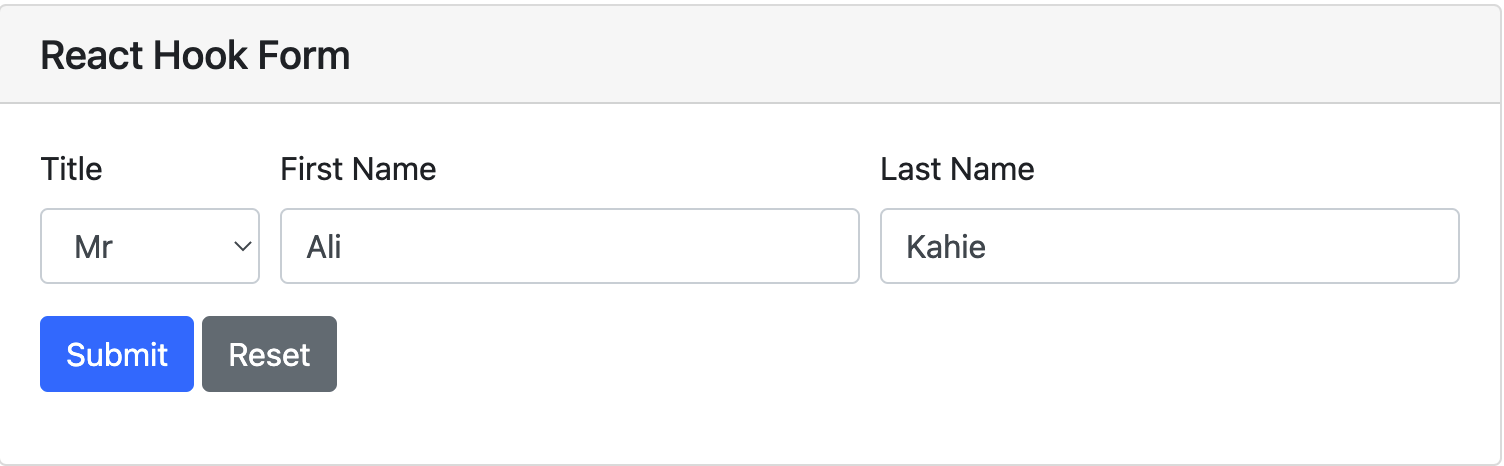 React Hook Form
Title First Name Last Name
Mr Ali Kahie
Submit Reset